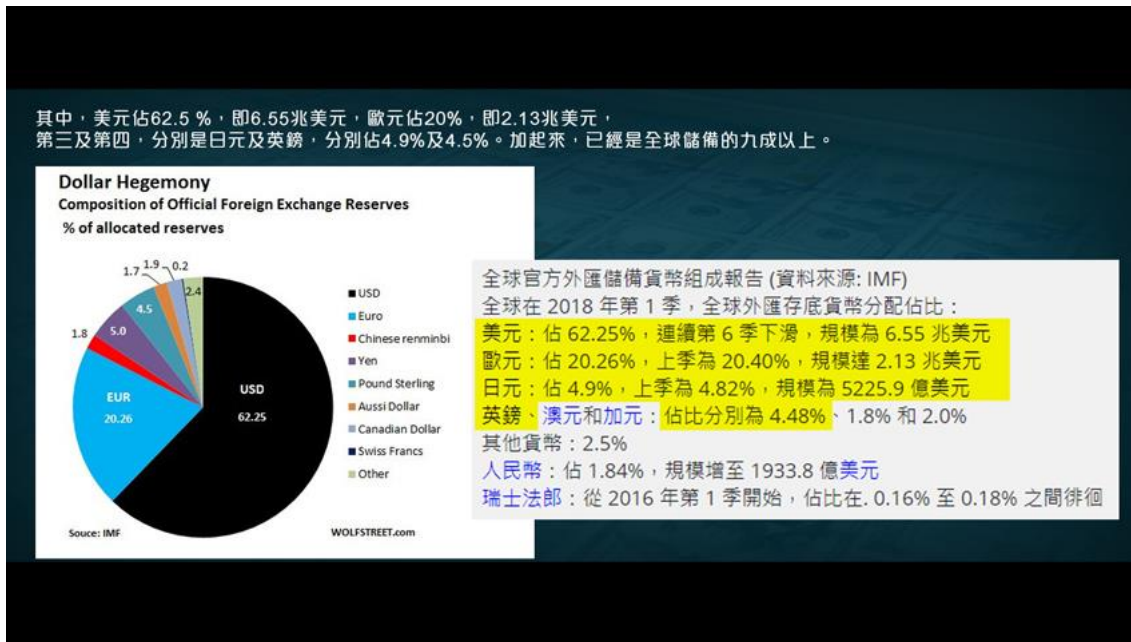 其中，美元佔62.5 %，即6.55兆美元，歐元佔20%，即2.13兆美元，
第三及第四，分別是日元及英鎊，分別佔4.9%及4.5%。加起來，已經是全球儲備的九成以上。
Dollar Hegemony
Composition of Official Foreign Exchange Reserves
% of allocated reserves
1.7
1.9
0.2
2.4
4.5
5.0
1.8
EUR
20.26
USD
62.25
USD
Euro
Chinese renminbi
Yen
Pound Sterling
Aussi Dollar
Canadian Dollar
Swiss Francs
Other
Souce: IMF
WOLFSTREET.com
全球官方外匯儲備貨幣組成報告 (資料來源: IMF)
全球在 2018 年第 1 季，全球外匯存底貨幣分配佔比：
美元：佔 62.25%，連續第 6 季下滑，規模為 6.55 兆美元
歐元：佔 20.26%，上季為 20.40%，規模達 2.13 兆美元
日元：佔 4.9%，上季為 4.82%，規模為 5225.9 億美元
英鎊、澳元和加元：佔比分別為 4.48%、1.8% 和 2.0%
其他貨幣：2.5%
人民幣：佔 1.84%，規模增至 1933.8 億美元
瑞士法郎：從 2016 年第 1 季開始，佔比在. 0.16% 至 0.18% 之間徘徊